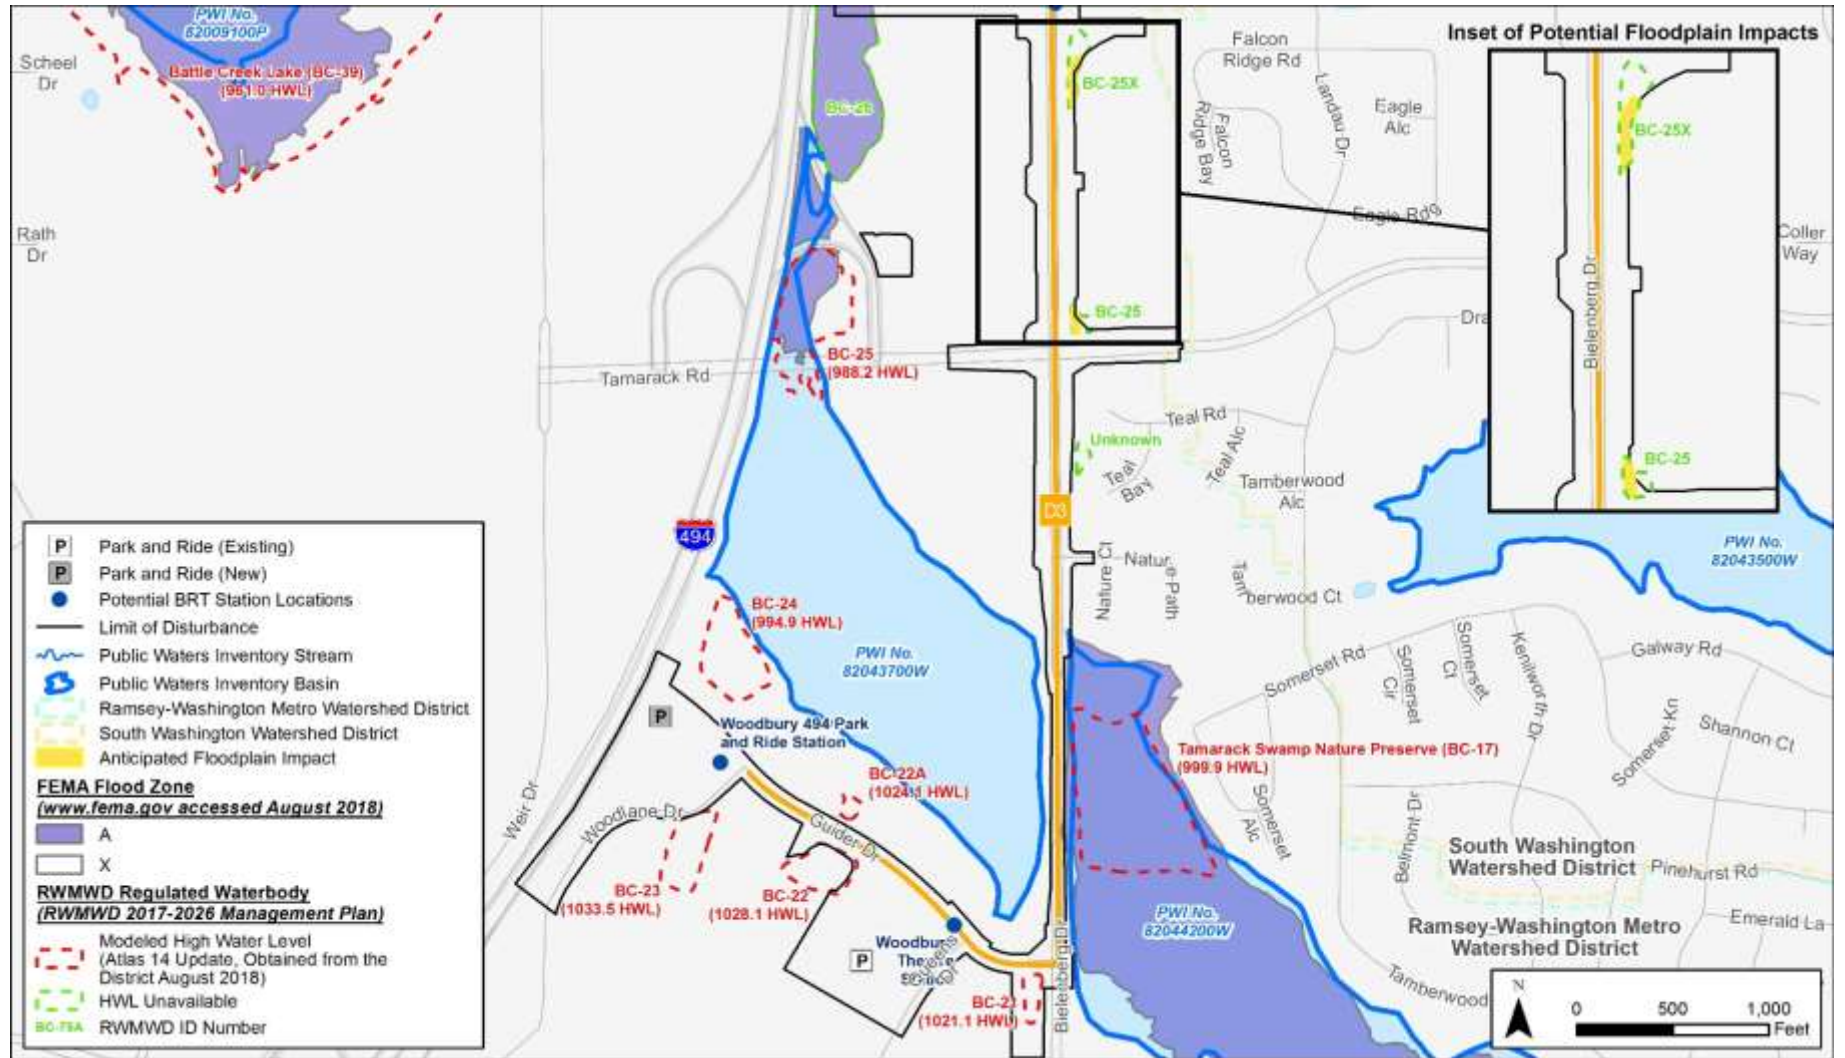 PWI No.
82009100P
Scheel
Dr
Battle Creek Lake (BC-39)
(961.0 HWL)
Rath
Dr
BC-25X
BC-25
Falcon
Ridge Rd
Falcon
Ridge Bay
Landau Dr
Eagle
Alc
Eagle Rdg
Inset of Potential Floodplain Impacts
BC-25X
Bielenberg Dr
BC-25
Coller
Way
Dra
Tamarack Rd
BC-25
(988.2 HWL)
Teal Rd
Unknown
Teal
Bay
Teal Alc
Tamberwood
Alc
D3
494
Nature Ct
Natur
e-Path
Tam
berwood Ct
PWI No.
82043500W
BC-24
(994.9 HWL)
PWI No.
82043700W
Somerset Rd
Somerset
Cir
Somerset
Ct
Kenilworth Dr
Galway Rd
Somerset Kn
Shannon Ct
P
Woodbury 494 Park
and Ride Station
Tamarack Swamp Nature Preserve (BC-17)
(999.9 HWL)
BC-22A
(1024.1 HWL)
Weir Dr
Woodlane Dr
Guider Dr
Somerset
Alc
Belmont Dr
South Washington
Watershed District
Pinehurst Rd
BC-23
(1033.5 HWL)
BC-22
(1028.1 HWL)
PWI No.
82044200W
Ramsey-Washington Metro
Watershed District
Emerald La
P
Woodbury
Bielenberg Dr
Tamberwood
BC-21
(1021.1 HWL)
P Park and Ride (Existing)
P Park and Ride (New)
Potential BRT Station Locations
Limit of Disturbance
Public Waters Inventory Stream
Public Waters Inventory Basin
Ramsey-Washington Metro Watershed District
South Washington Watershed District
Anticipated Floodplain Impact
FEMA Flood Zone
(www.fema.gov accessed August 2018)
A
X
RWMWD Regulated Waterbody
(RWMWD 2017-2026 Management Plan)
Modeled High Water Level
(Atlas 14 Update, Obtained from the
District August 2018)
HWL Unavailable
BC-79A RWMWD ID Number
N
0 500 1,000
Feet